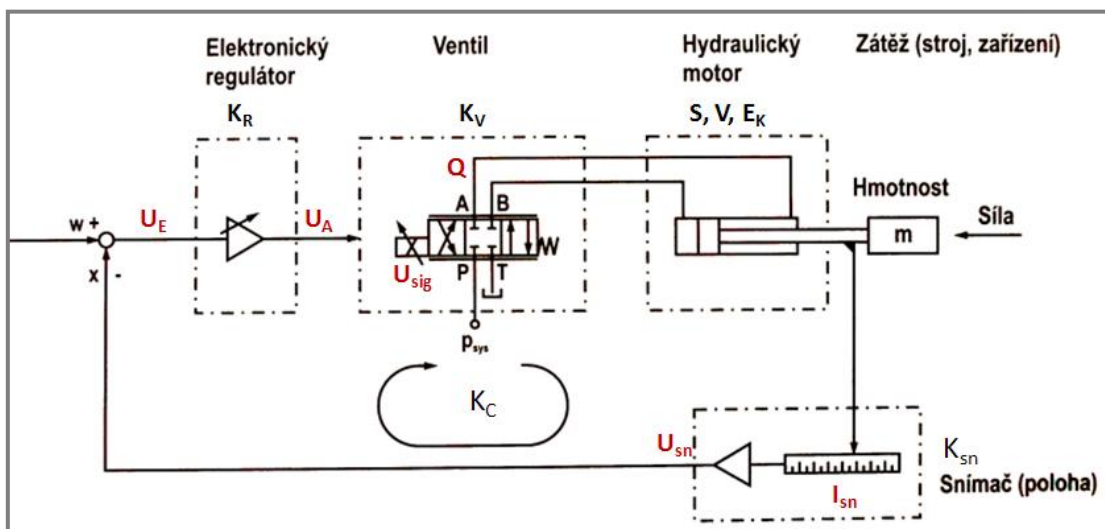 Elektronický
regulátor
K_R
Ventil
K_V
Hydraulický
motor
S, V, E_K
Zátěž (stroj, zařízení)
Q
A B
Hmotnost
w +
U_E
U_A
m
Síla
x -
U_sig
P T
p_sys
K_C
U_sn
I_sn
K_sn
Snímač (poloha)